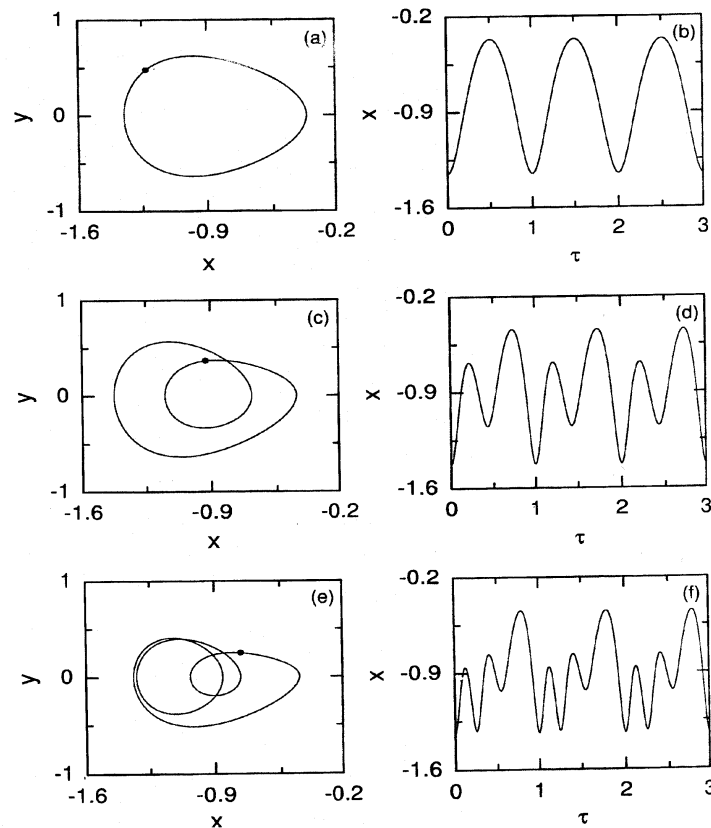 1 (a) -0.2 (b)
y 0 x -0.9
-1 -1.6
-1.6 -0.9 -0.2 0 1 2 3
x τ
1 (c) -0.2 (d)
y 0 x -0.9
-1 -1.6
-1.6 -0.9 -0.2 0 1 2 3
x τ
1 (e) -0.2 (f)
y 0 x -0.9
-1 -1.6
-1.6 -0.9 -0.2 0 1 2 3
x τ